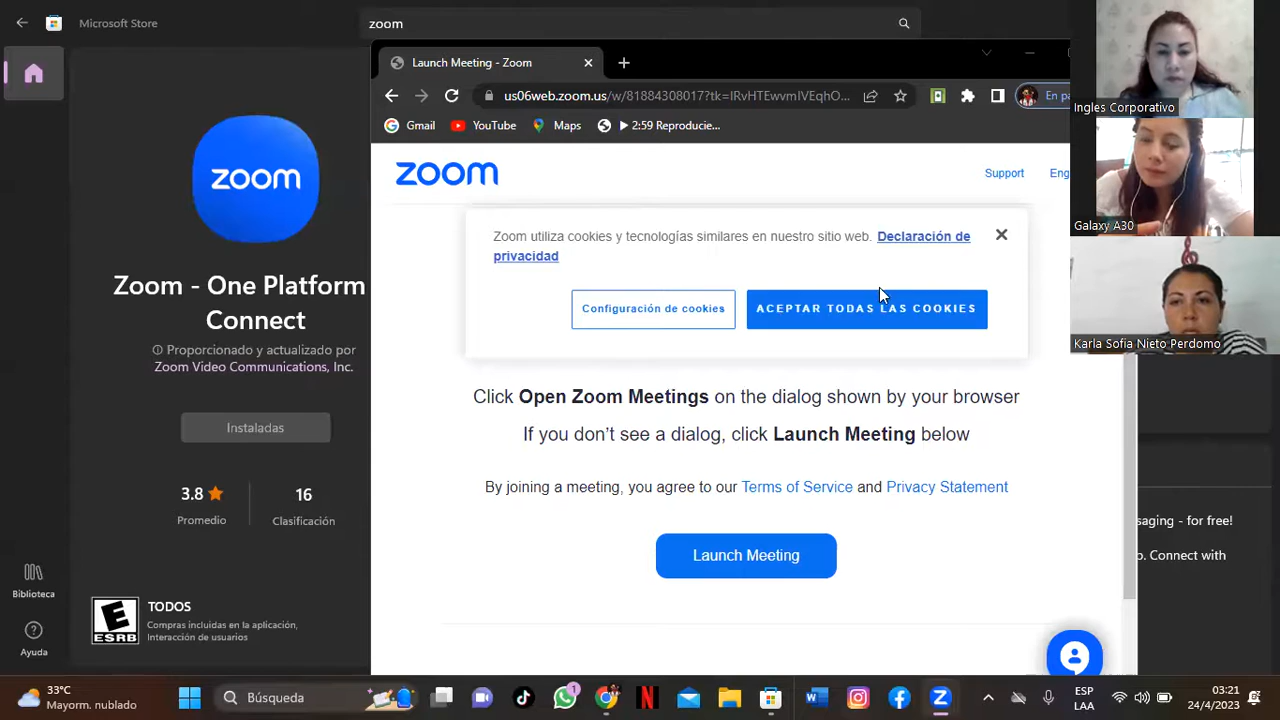 Microsoft Store
zoom
zoom
Zoom - One Platform
Connect
Proporcionado y actualizado por
Zoom Video Communications, Inc.
Instaladas
3.8
Promedio
16
Clasificación
Biblioteca
Ayuda
E
ESRB
TODOS
Compras incluidas en la aplicación,
Interacción de usuarios
Launch Meeting - Zoom
us06web.zoom.us/w/81884308017?tk=IRvHTEwvmIVEqhO...
En pa
Gmail
YouTube
Maps
2:59 Reproducie...
zoom
Support
Eng
Zoom utiliza cookies y tecnologías similares en nuestro sitio web. Declaración de
privacidad
Configuración de cookies
ACEPTAR TODAS LAS COOKIES
Click Open Zoom Meetings on the dialog shown by your browser
If you don't see a dialog, click Launch Meeting below
By joining a meeting, you agree to our Terms of Service and Privacy Statement
Launch Meeting
saging - for free!
o. Connect with
Ingles Corporativo
Galaxy A30
Karla Sofia Nieto Perdomo
33°C
Mayorm. nublado
Búsqueda
1
ESP
LAA
03:21
24/4/2023